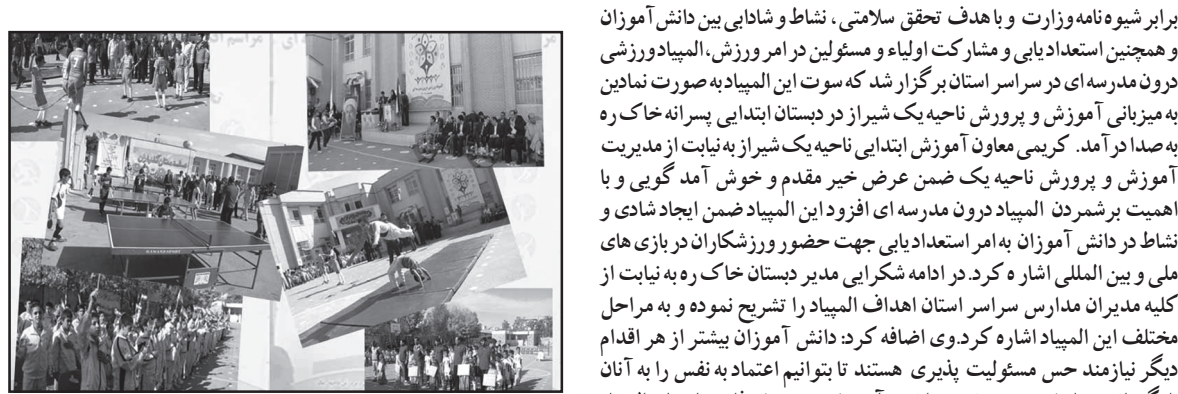 برابر شیوه نامه وزارت و با هدف تحقق سلامتی، نشاط و شادابی بین دانش آموزان
و همچنین استعداد یابی و مشارکت اولیاء و مسئولین در امر ورزش، المپیاد ورزشی
درون مدرسه ای در سراسر استان برگزار شد که سوت این المپیاد به صورت نمادین
به میزبانی آموزش و پرورش ناحیه یک شیراز در دبستان ابتدایی پسرانه خاک ره
به صدا در آمد. کریمی معاون آموزش ابتدایی ناحیه یک شیراز به نیابت از مدیریت
آموزش و پرورش ناحیه یک ضمن عرض خیر مقدم و خوش آمد گویی و با
اهمیت برشمردن المپیاد درون مدرسه ای افزود این المپیاد ضمن ایجاد شادی و
نشاط در دانش آموزان به امر استعداد یابی جهت حضور ورزشکاران در بازی های
ملی و بین المللی اشاره کرد. در ادامه شکرایی مدیر دبستان خاک ره به نیابت از
کلیه مدیران مدارس سراسر استان اهداف المپیاد را تشریح نموده و به مراحل
مختلف این المپیاد اشاره کرد. وی اضافه کرد: دانش آموزان بیشتر از هر اقدام
دیگر نیازمند حس مسئولیت پذیری هستند تا بتوانیم اعتماد به نفس را به آنان